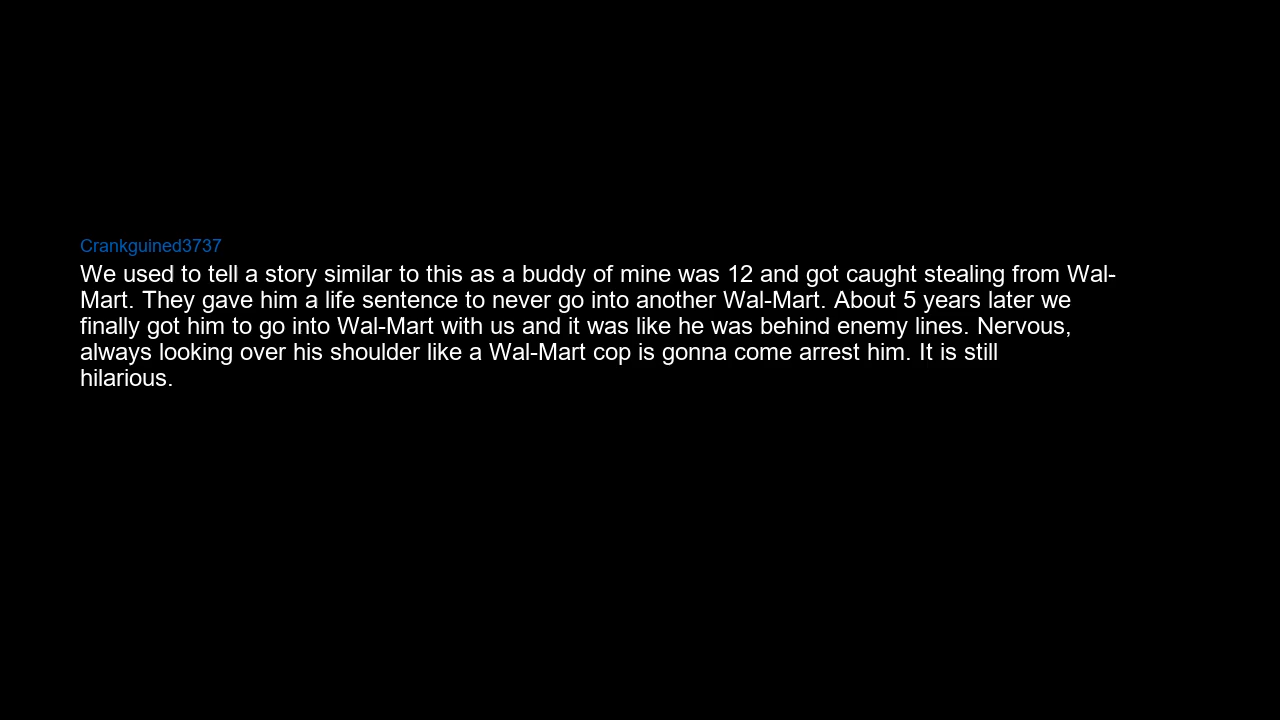 Crankguined3737
We used to tell a story similar to this as a buddy of mine was 12 and got caught stealing from Wal-
Mart. They gave him a life sentence to never go into another Wal-Mart. About 5 years later we
finally got him to go into Wal-Mart with us and it was like he was behind enemy lines. Nervous,
always looking over his shoulder like a Wal-Mart cop is gonna come arrest him. It is still
hilarious.